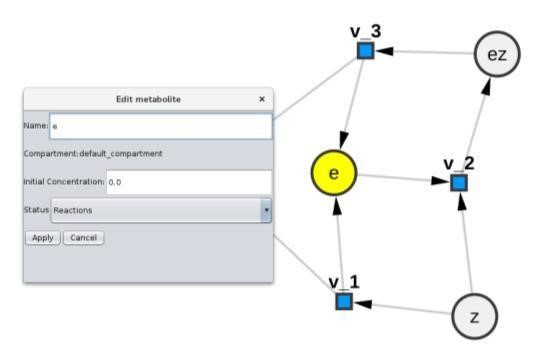 v_3
ez
Edit metabolite ×
Name: e
Compartment:default_compartment
e
v_2
Initial Concentration: 0.0
Status Reactions
Apply Cancel
v_1
z